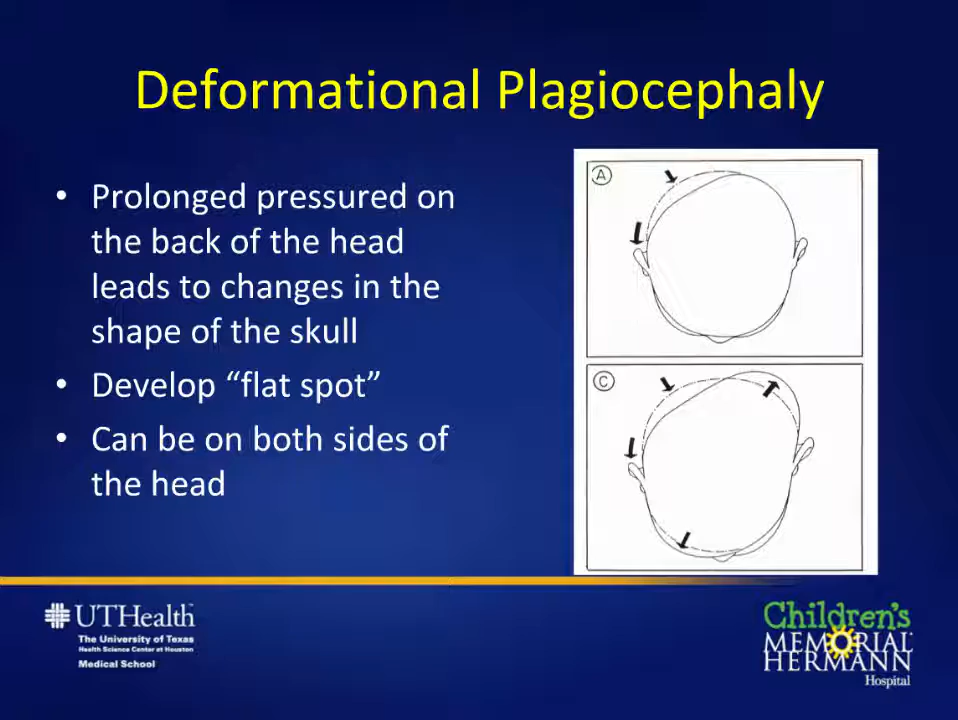 Deformational Plagiocephaly
• Prolonged pressured on
the back of the head
leads to changes in the
shape of the skull
• Develop “flat spot”
• Can be on both sides of
the head
A
C
UTHealth
The University of Texas
Health Science Center at Houston
Medical School
Children's
MEMORIAL
HERMANN
Hospital